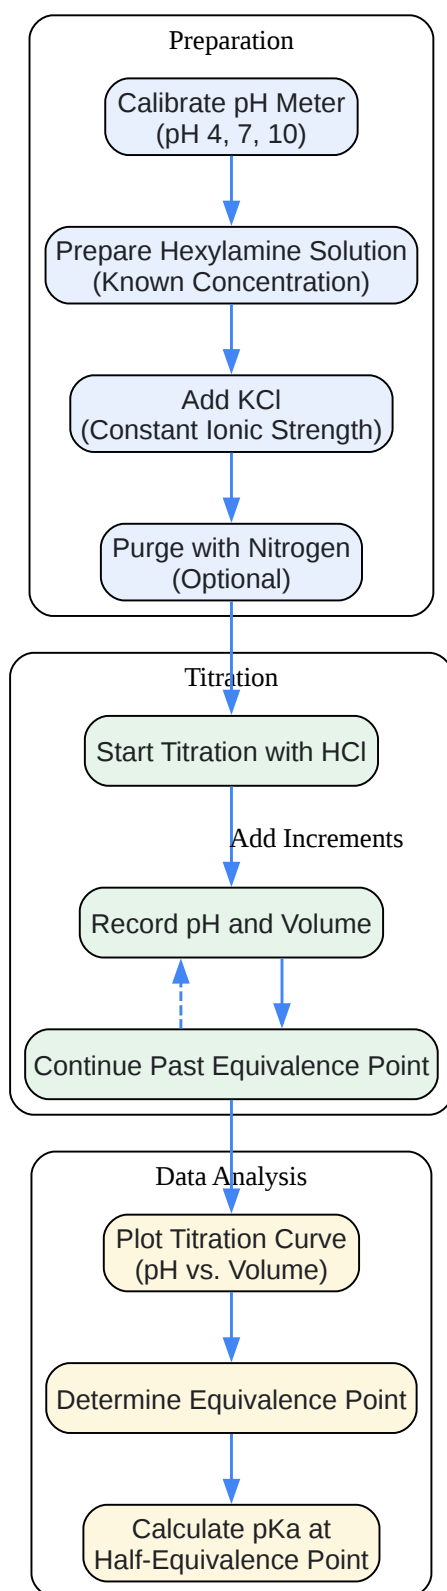 Preparation
Calibrate pH Meter
(pH 4, 7, 10)
Prepare Hexylamine Solution
(Known Concentration)
Add KCl
(Constant Ionic Strength)
Purge with Nitrogen
(Optional)
Titration
Start Titration with HCl
Add Increments
Record pH and Volume
Continue Past Equivalence Point
Data Analysis
Plot Titration Curve
(pH vs. Volume)
Determine Equivalence Point
Calculate pKa at
Half-Equivalence Point